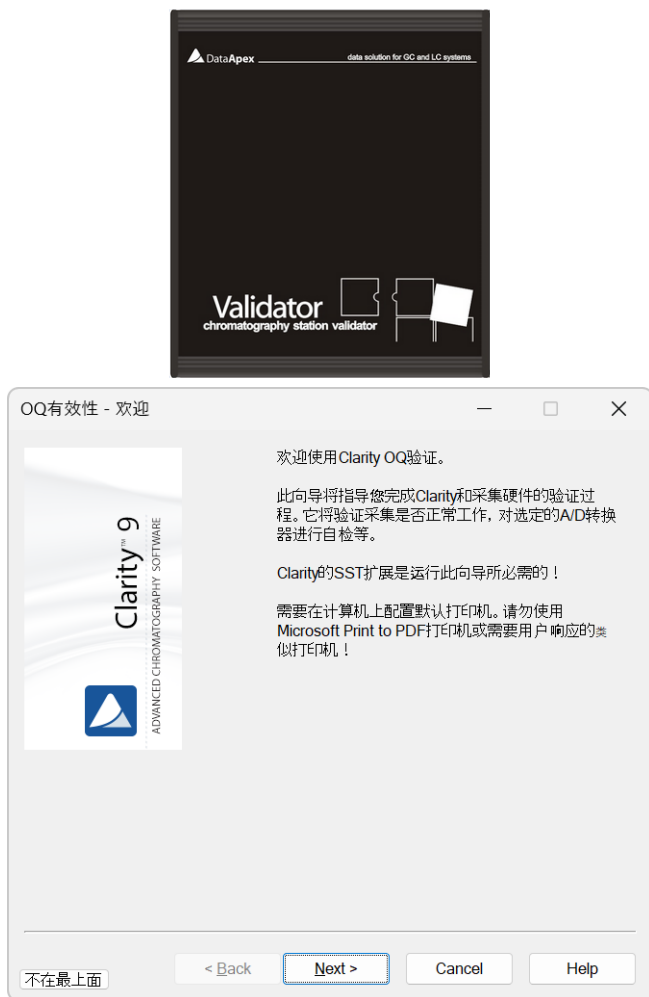 DataApex data solution for GC and LC systems
Validator
chromatography station validator
OQ有效性 - 欢迎
欢迎使用Clarity OQ验证。
此向导将指导您完成Clarity和采集硬件的验证过
程。它将验证采集是否正常工作, 对选定的A/D转换
器进行自检等。
Clarity的SST扩展是运行此向导所必需的！
需要在计算机上配置默认打印机。请勿使用
Microsoft Print to PDF打印机或需要用户响应的类
似打印机！
Clarity™ 9
ADVANCED CHROMATOGRAPHY SOFTWARE
不在最上面
< Back
Next >
Cancel
Help